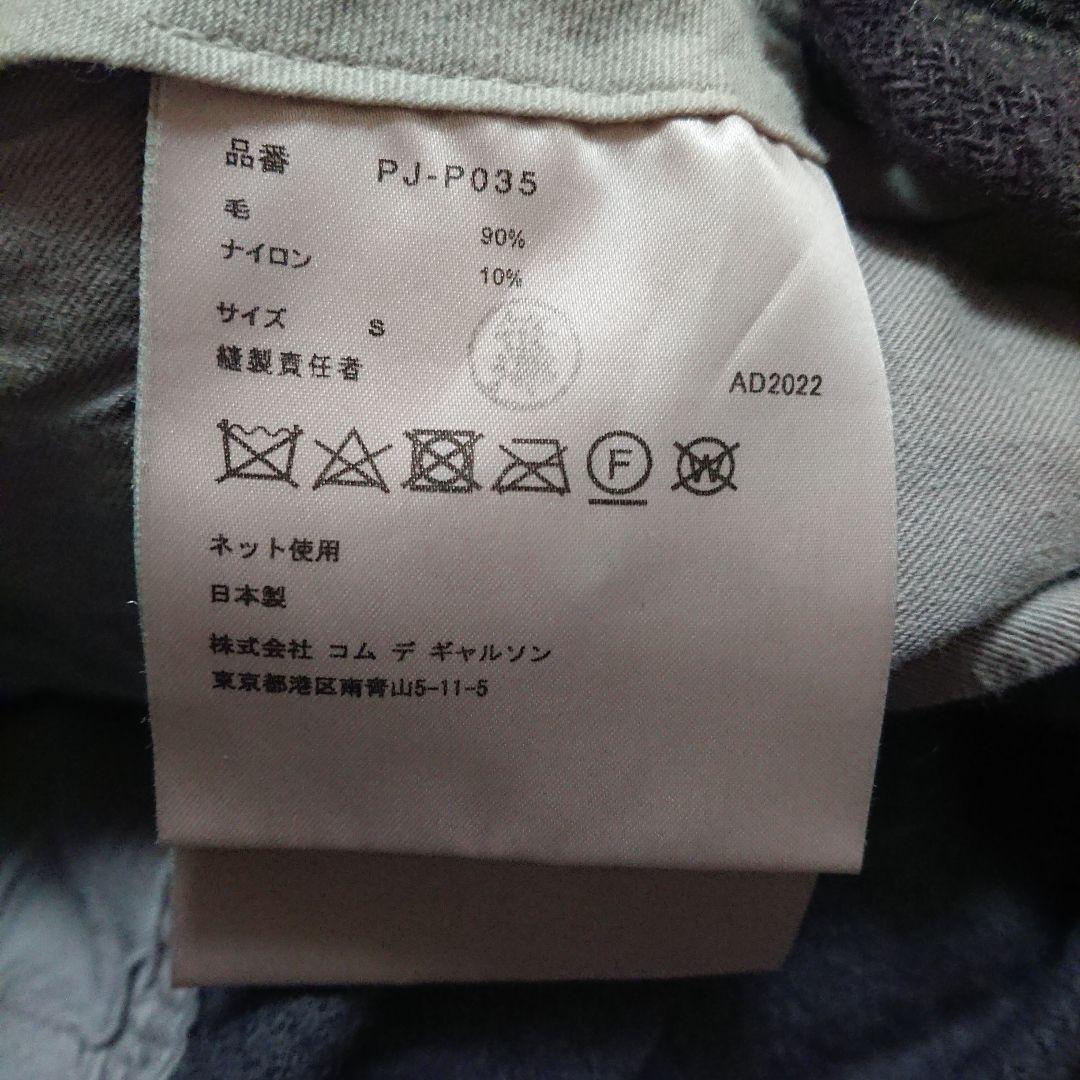 品番 PJ-P035
毛 90%
ナイロン 10%
サイズ S
縫製責任者
AD2022
F
W
ネット使用
日本製
株式会社 コム デ ギャルソン
東京都港区南青山5-11-5